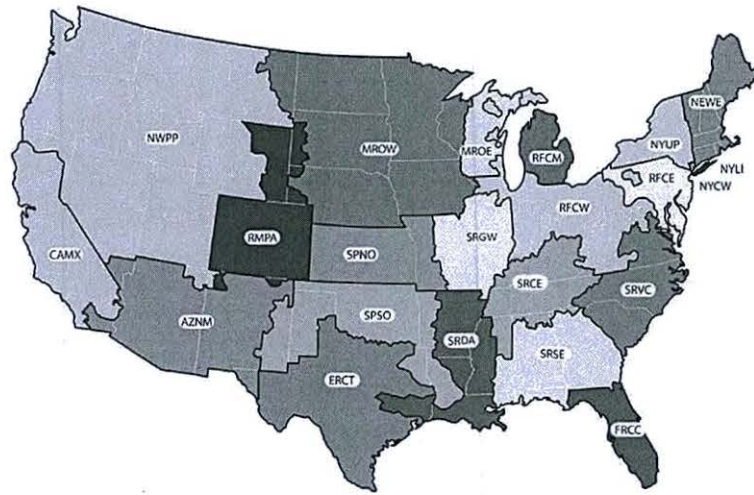 NEWE
NWPP
MROW
MROE
RFCM
NYUP
NYLI
RFCE
NYCW
RFCW
RMPA
SRGW
SPNO
CAMX
SRCE
SRVC
AZNM
SPSO
SRDA
SRSE
ERCT
FRCC